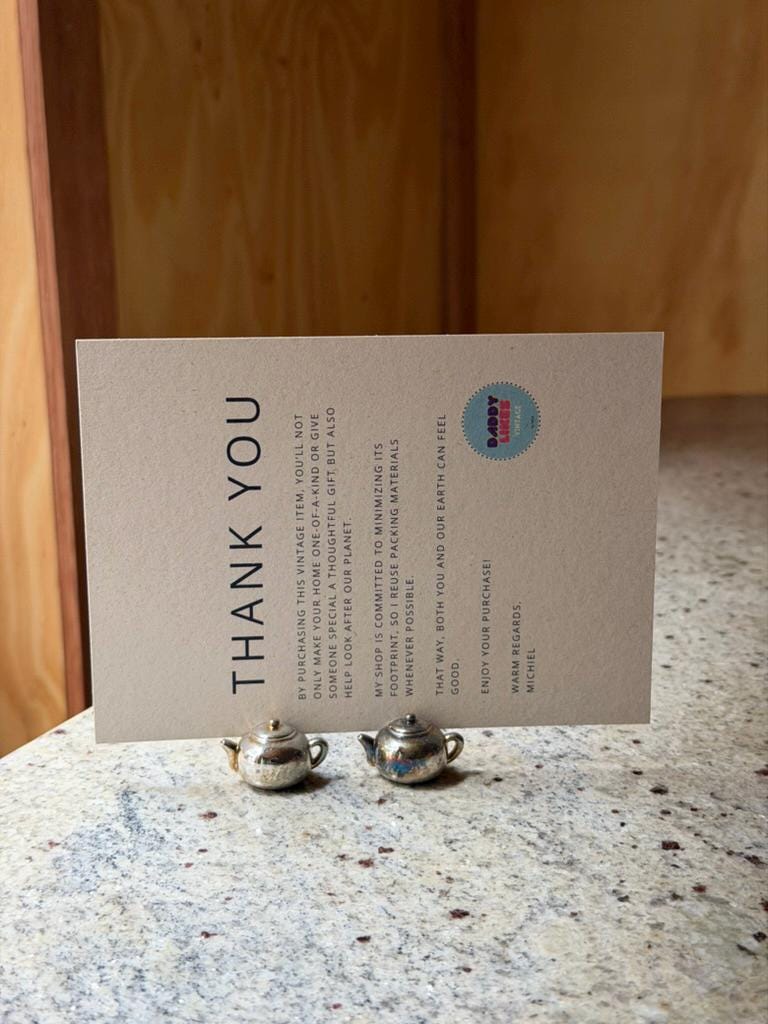 THANK YOU
BY PURCHASING THIS VINTAGE ITEM, YOU'LL NOT
ONLY MAKE YOUR HOME ONE-OF-A-KIND OR GIVE
SOMEONE SPECIAL A THOUGHTFUL GIFT, BUT ALSO
HELP LOOK AFTER OUR PLANET.
MY SHOP IS COMMITTED TO MINIMIZING ITS
FOOTPRINT, SO I REUSE PACKING MATERIALS
WHENEVER POSSIBLE.
THAT WAY, BOTH YOU AND OUR EARTH CAN FEEL
GOOD.
ENJOY YOUR PURCHASE!
WARM REGARDS,
MICHIEL
DADDY
LIKES
VINTAGE